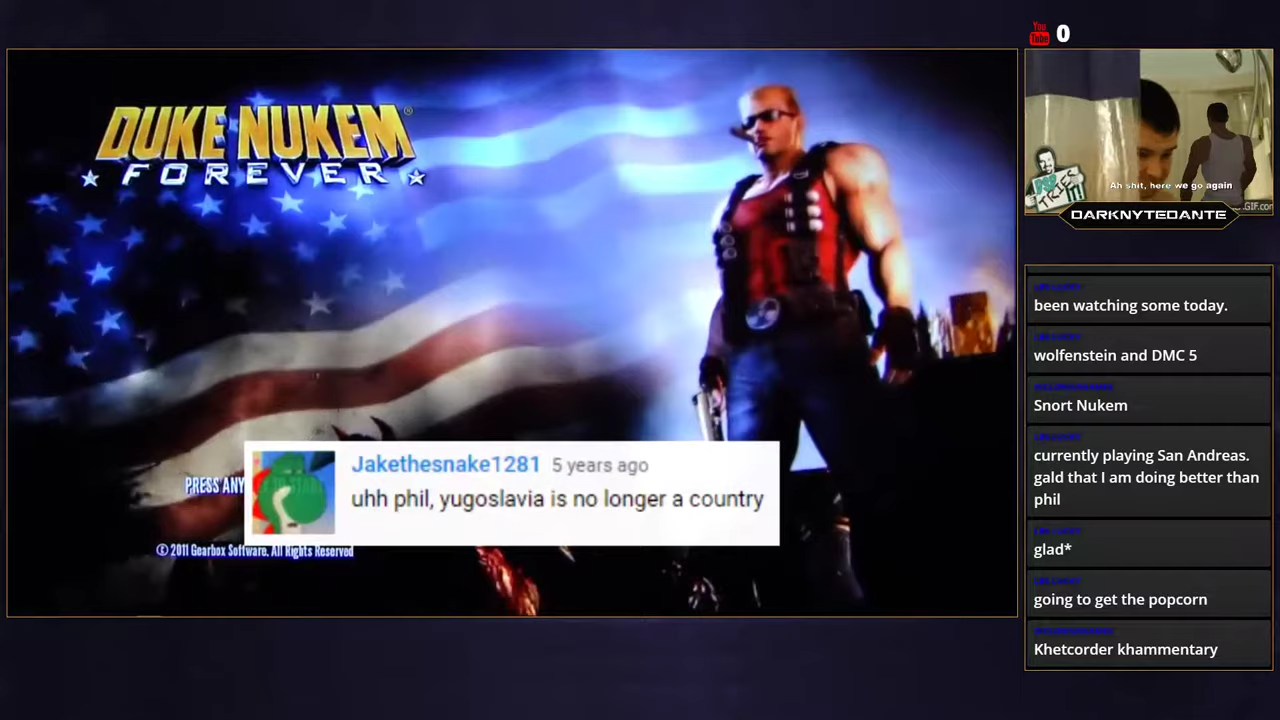 You
Tube
0
DUKE NUKEM
FOREVER
PRESS ANY
Jakethesnake1281 5 years ago
uhh phil, yugoslavia is no longer a country
© 2011 Gearbox Software. All Rights Reserved
Ah shit, here we go again
DARKNYTEDANTE
been watching some today.
wolfenstein and DMC 5
Snort Nukem
currently playing San Andreas.
gald that I am doing better than
phil
glad*
going to get the popcorn
Khetcorder khammentary